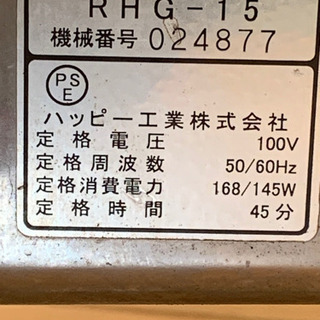 RHG-15
機械番号 024877
PS
E
ハッピー工業株式会社
定格電圧 100V
定格周波数 50/60Hz
定格消費電力 168/145W
定格時間 45分